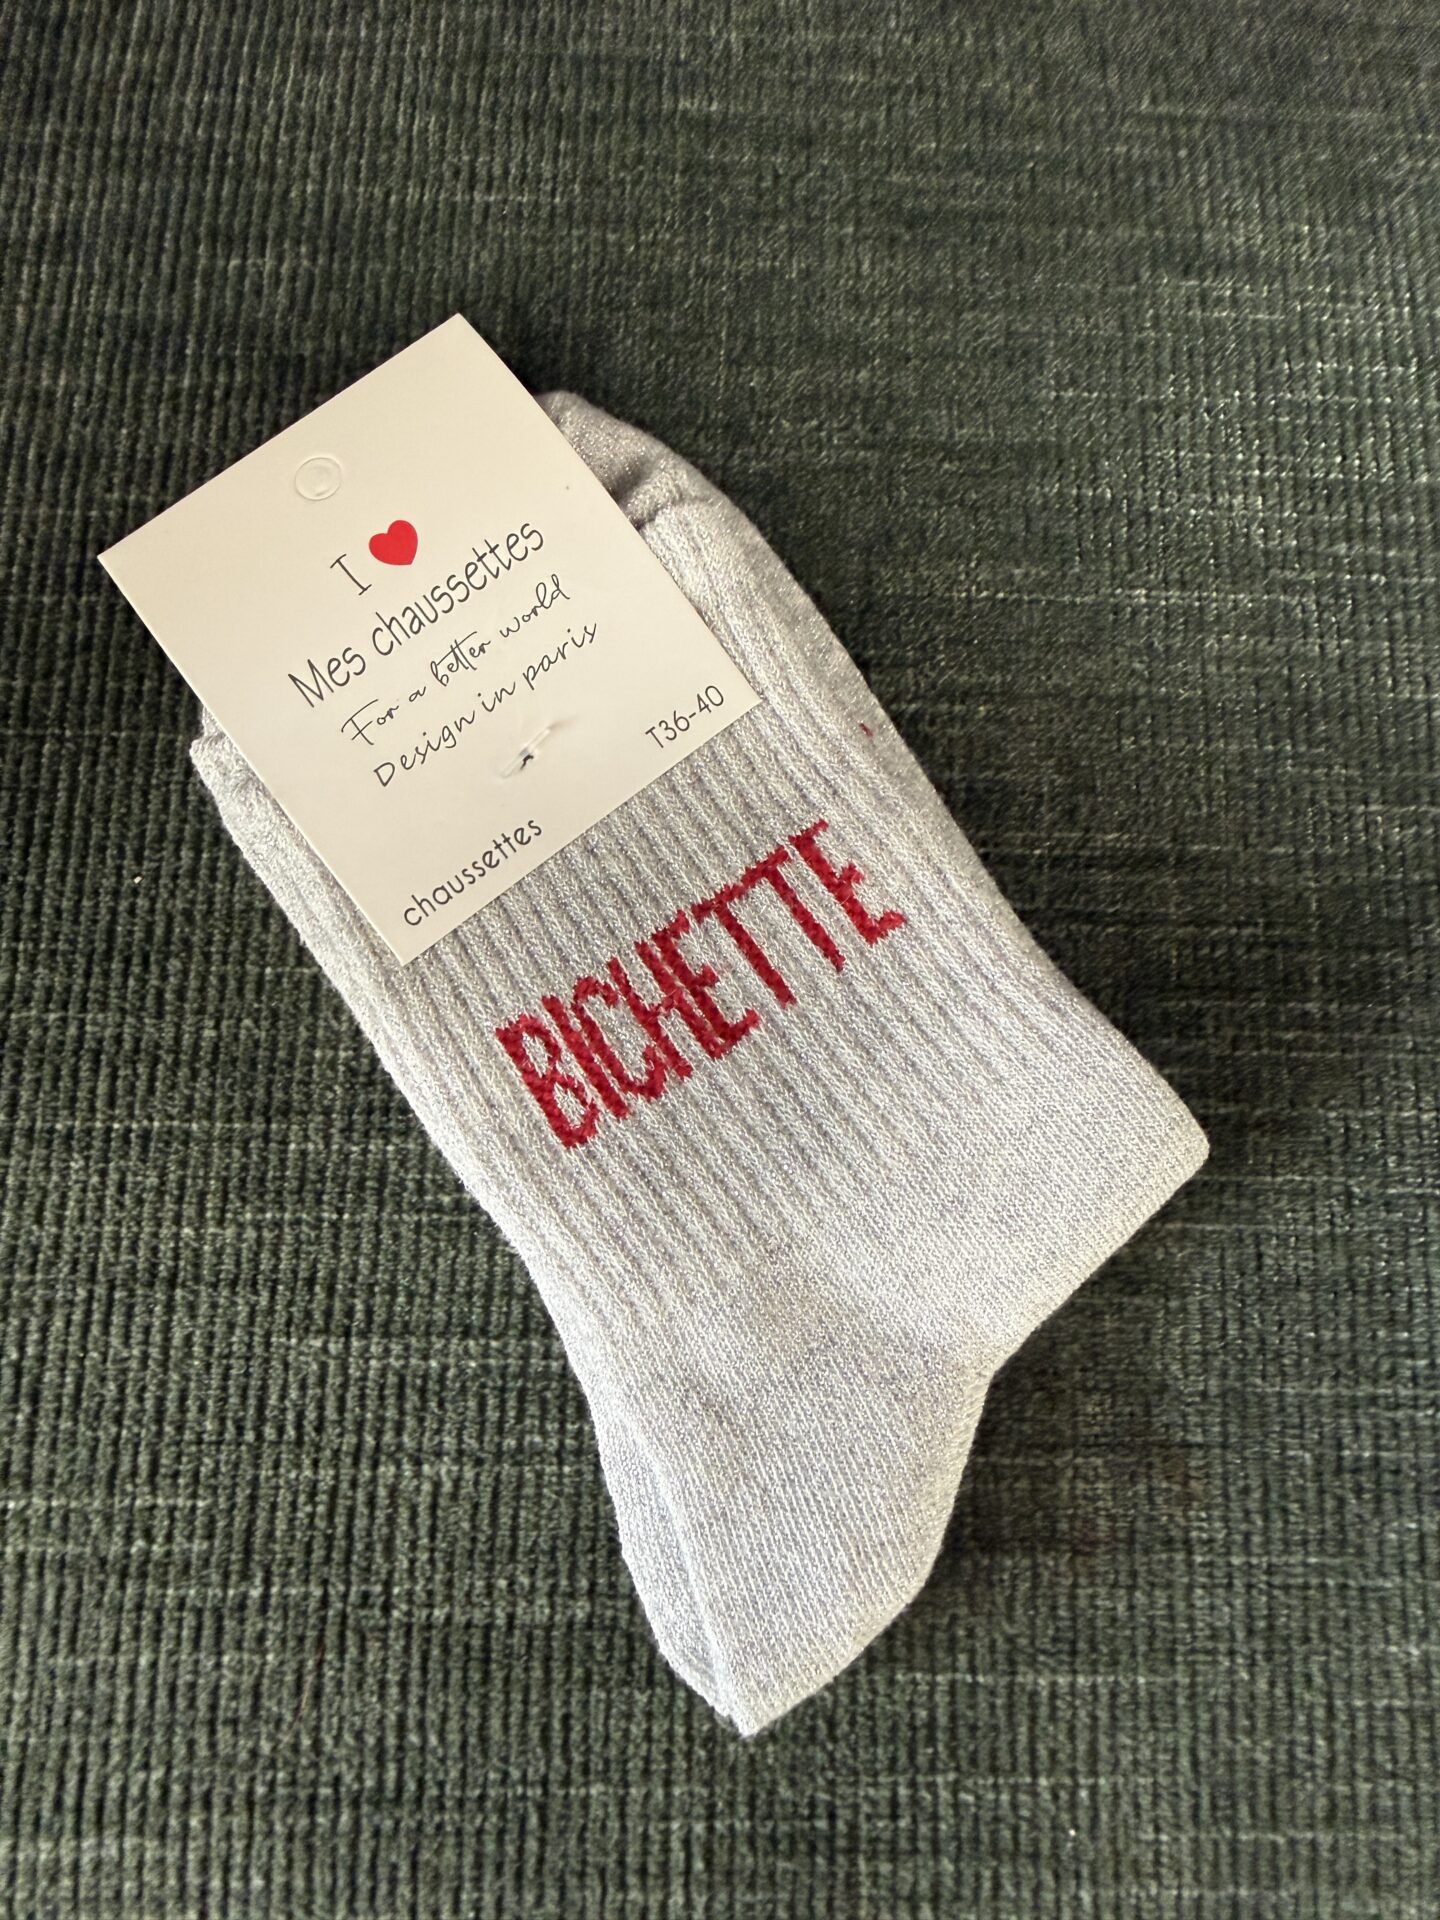 I ❤
Mes chaussettes
For a better world
Design in paris
T36-40
chaussettes
BICHETTE